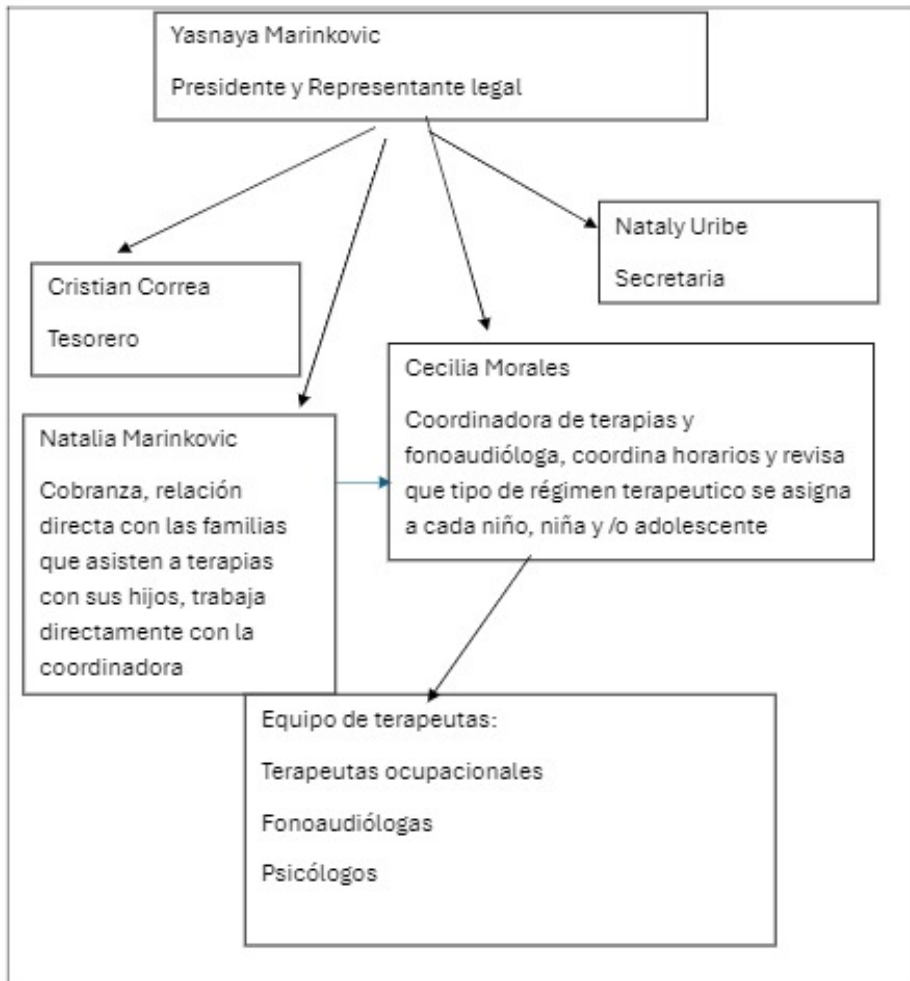 Yasnaya Marinkovic
Presidente y Representante legal
Nataly Uribe
Secretaria
Cristian Correa
Tesorero
Cecilia Morales
Coordinadora de terapias y
fonoaudióloga, coordina horarios y revisa
que tipo de régimen terapeutico se asigna
a cada niño, niña y /o adolescente
Natalia Marinkovic
Cobranza, relación
directa con las familias
que asisten a terapias
con sus hijos, trabaja
directamente con la
coordinadora
Equipo de terapeutas:
Terapeutas ocupacionales
Fonoaudiólogas
Psicólogos